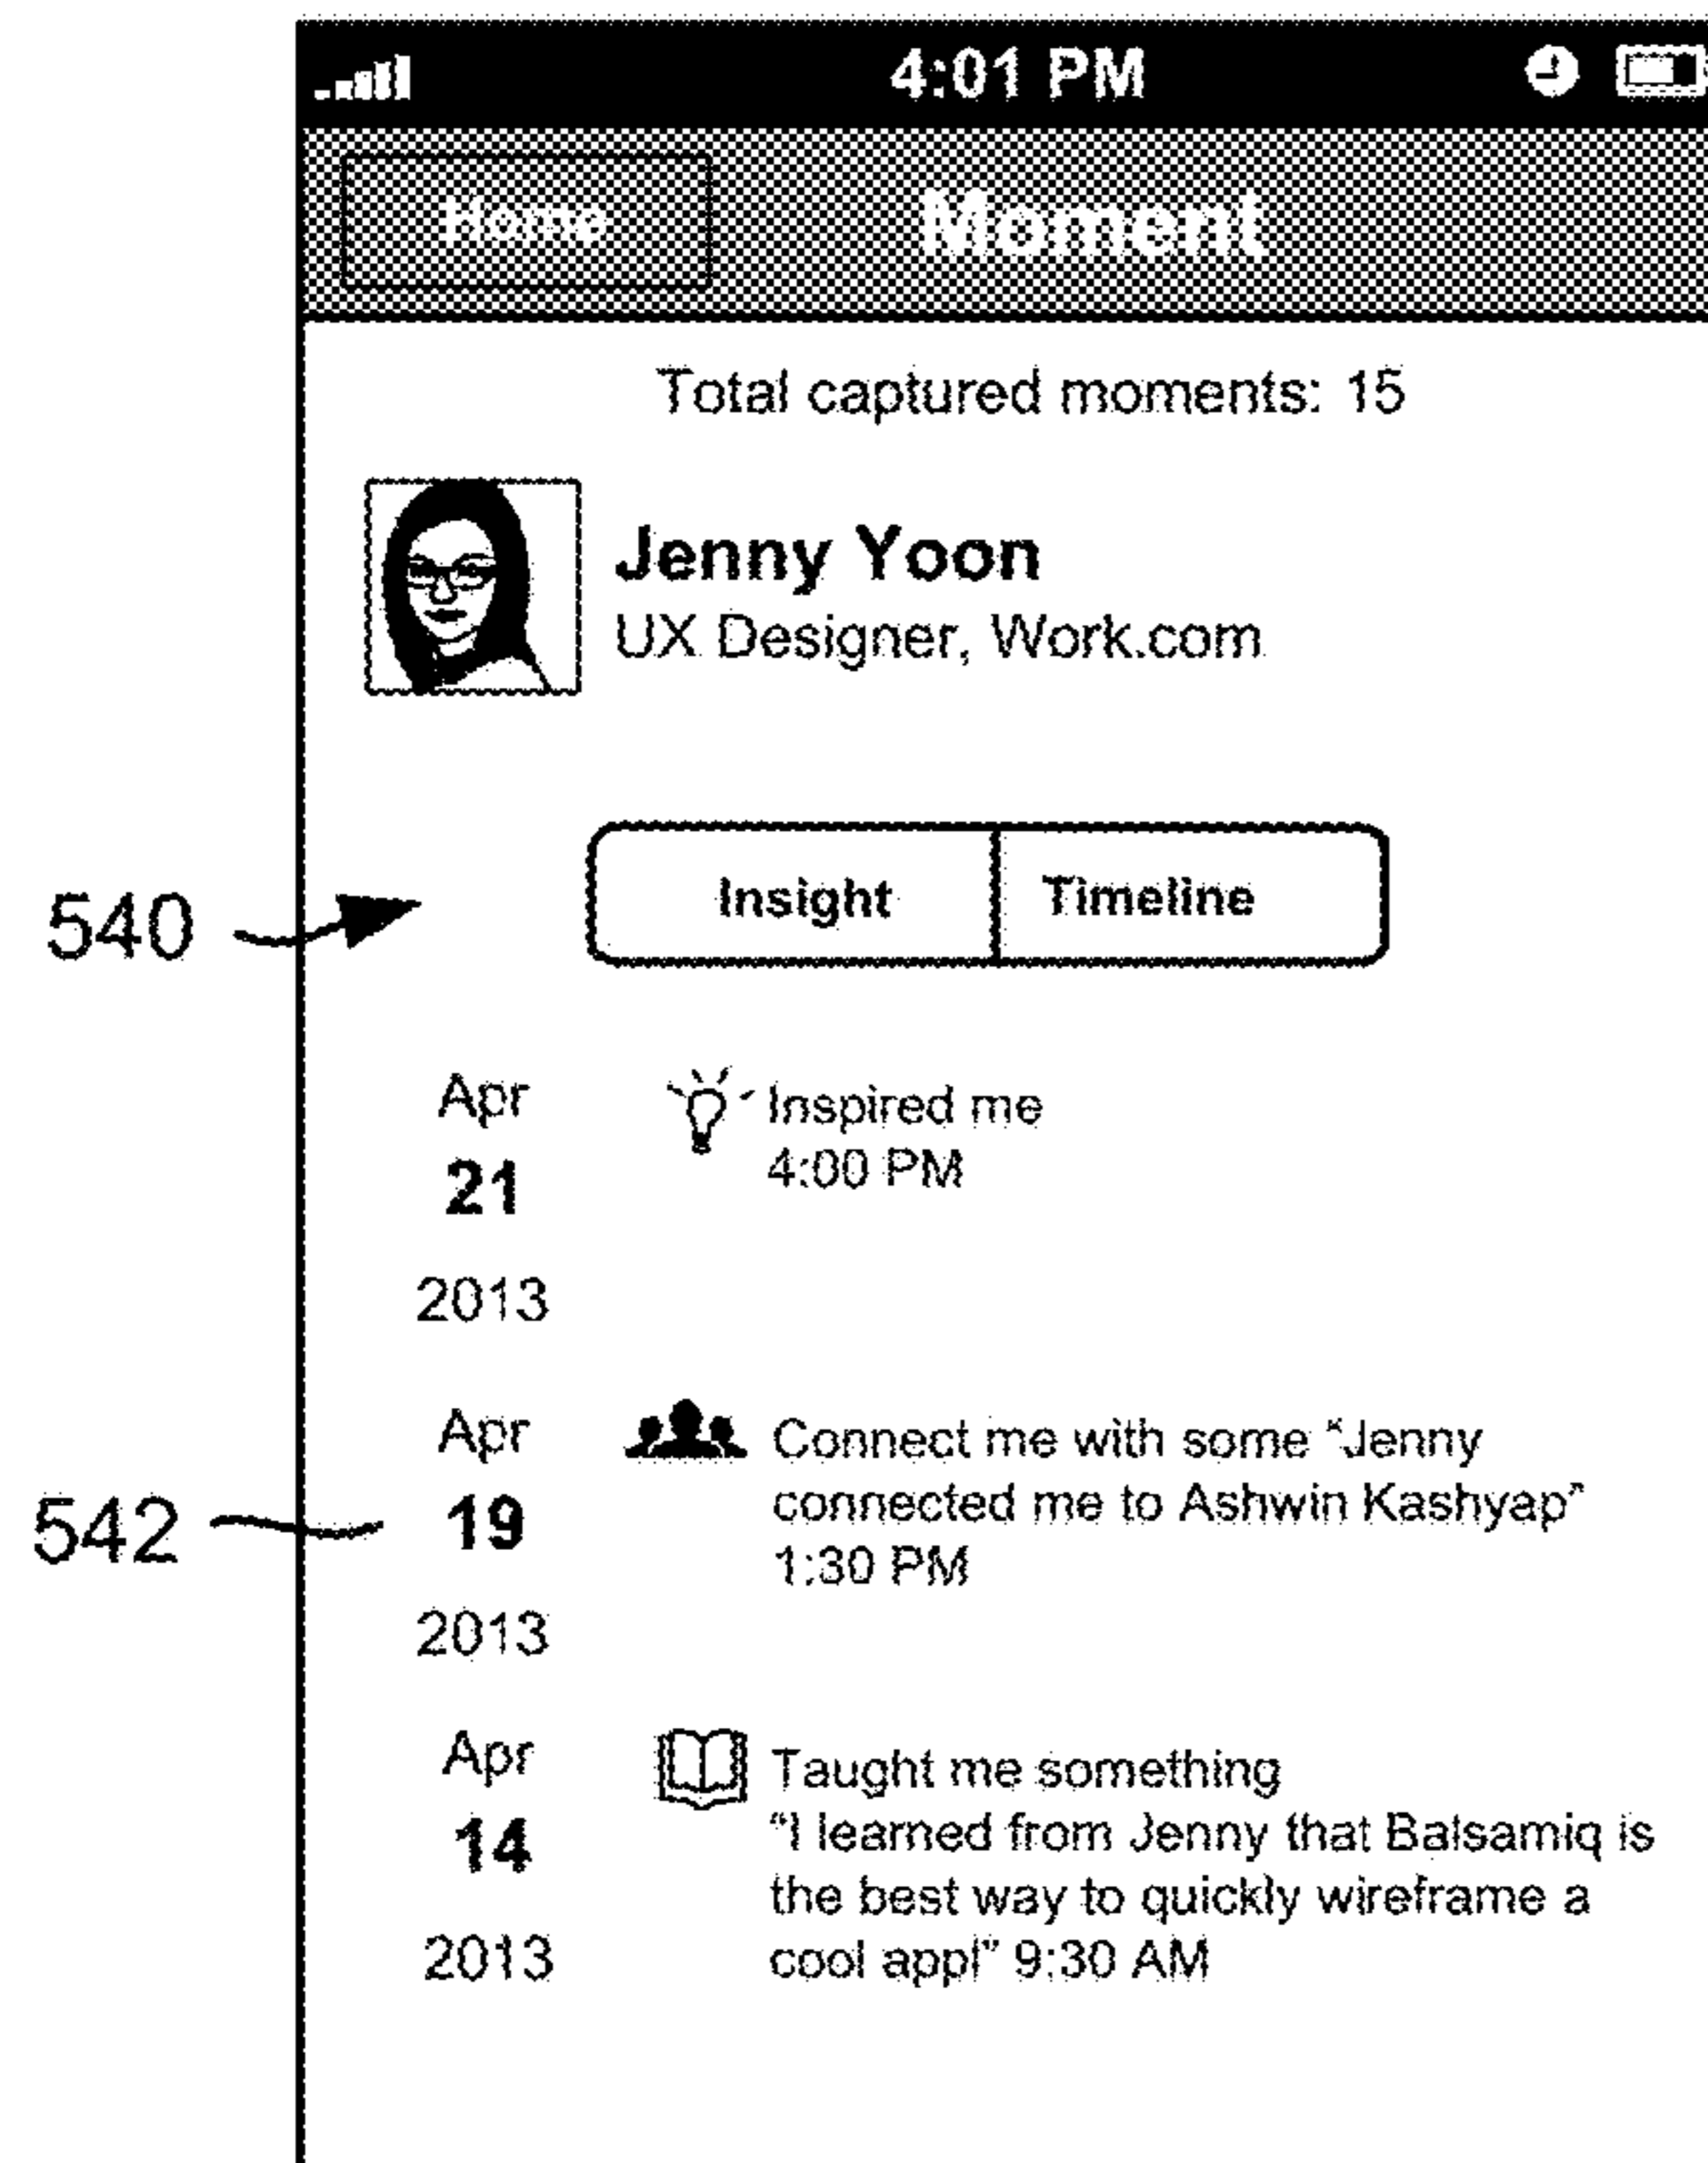 4:01 PM
Home
Moment
Total captured moments: 15
Jenny Yoon
UX Designer, Work.com
540
Insight
Timeline
Apr
21
2013
Inspired me
4:00 PM
542
Apr
19
2013
Connect me with some “Jenny
connected me to Ashwin Kashyap”
1:30 PM
Apr
14
2013
Taught me something
“I learned from Jenny that Balsamiq is
the best way to quickly wireframe a
cool app!” 9:30 AM